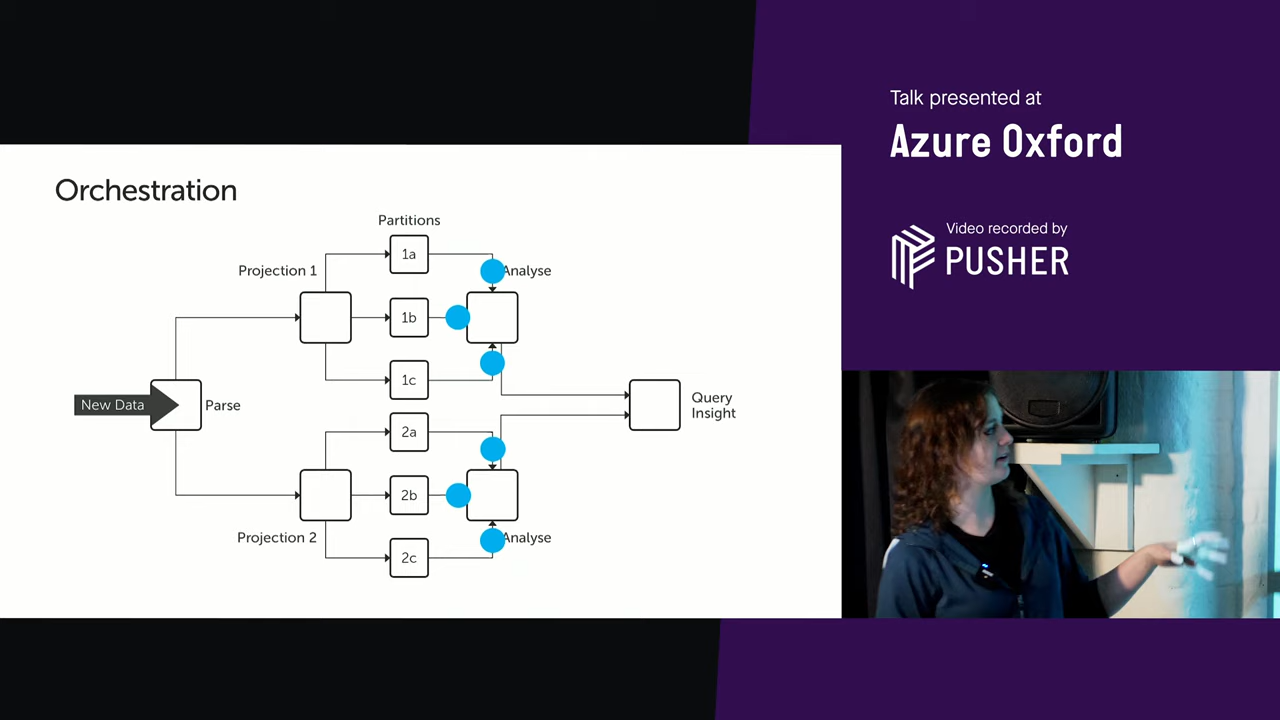 Orchestration
Partitions
Projection 1
1a
Analyse
1b
1c
New Data
Parse
2a
Query
Insight
2b
Projection 2
Analyse
2c
Talk presented at
Azure Oxford
Video recorded by
PUSHER